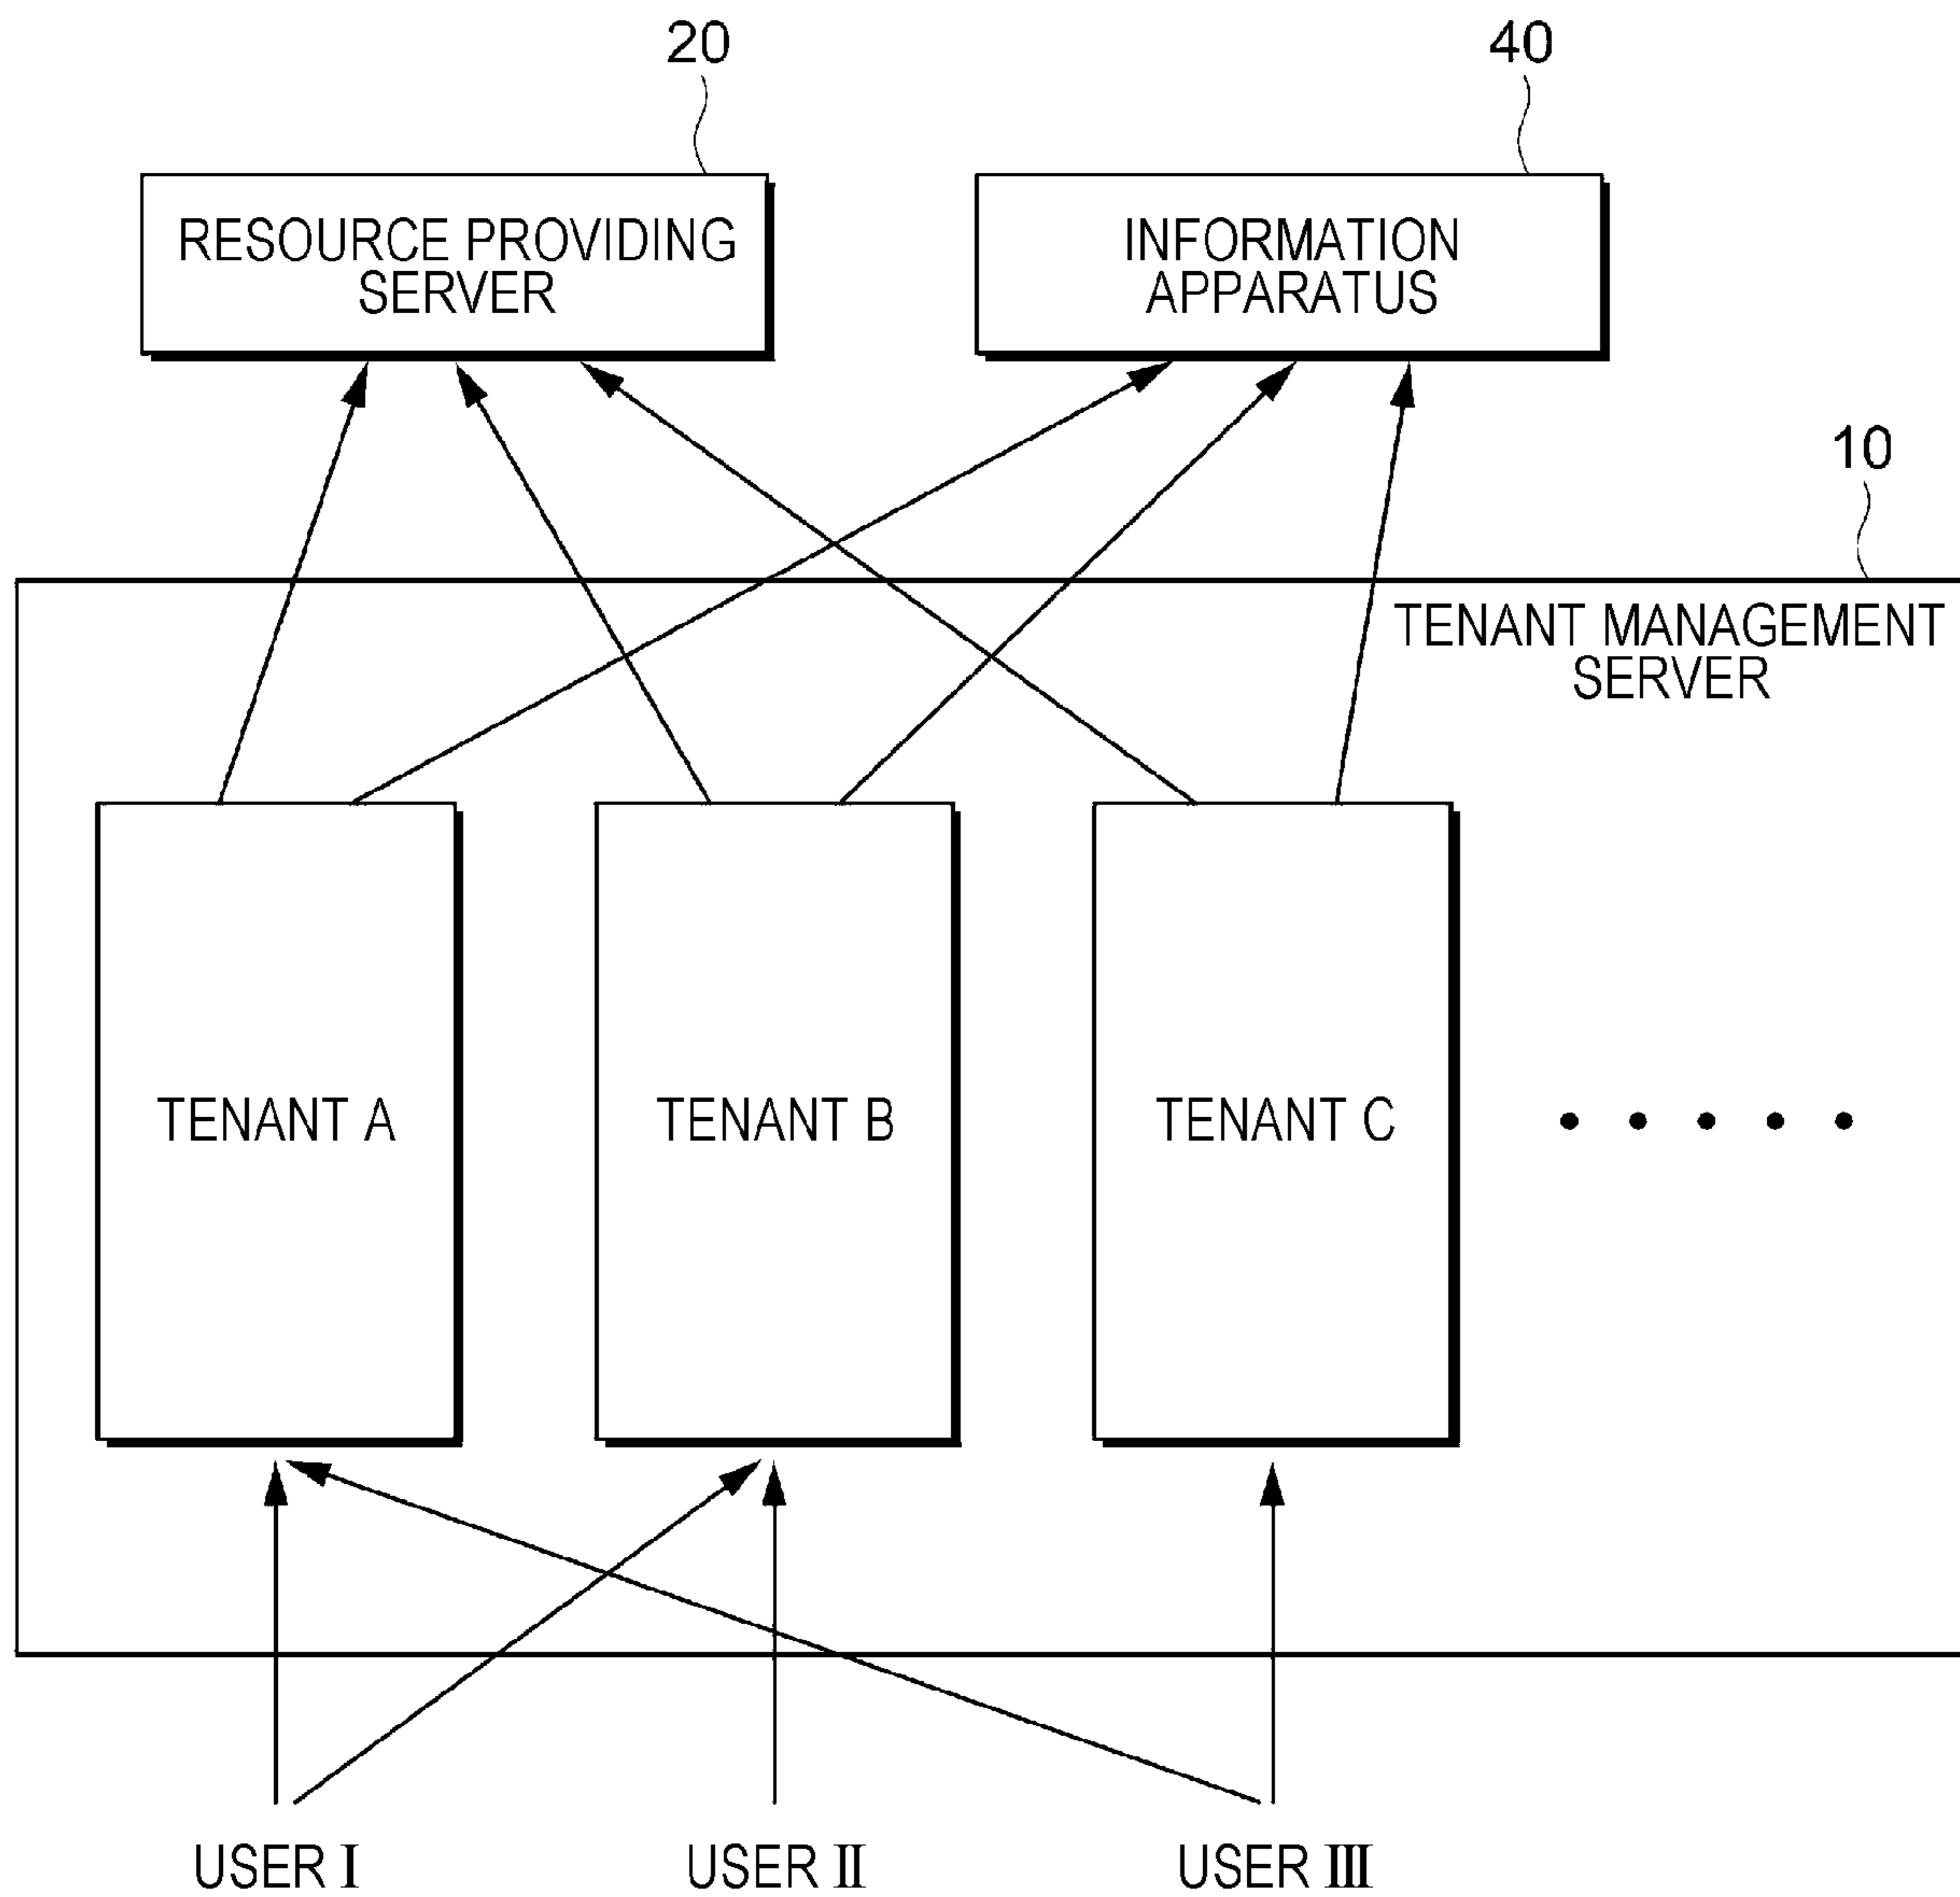 20
40
RESOURCE PROVIDING
SERVER
INFORMATION
APPARATUS
10
TENANT MANAGEMENT
SERVER
TENANT A
TENANT B
TENANT C
USER I
USER II
USER III